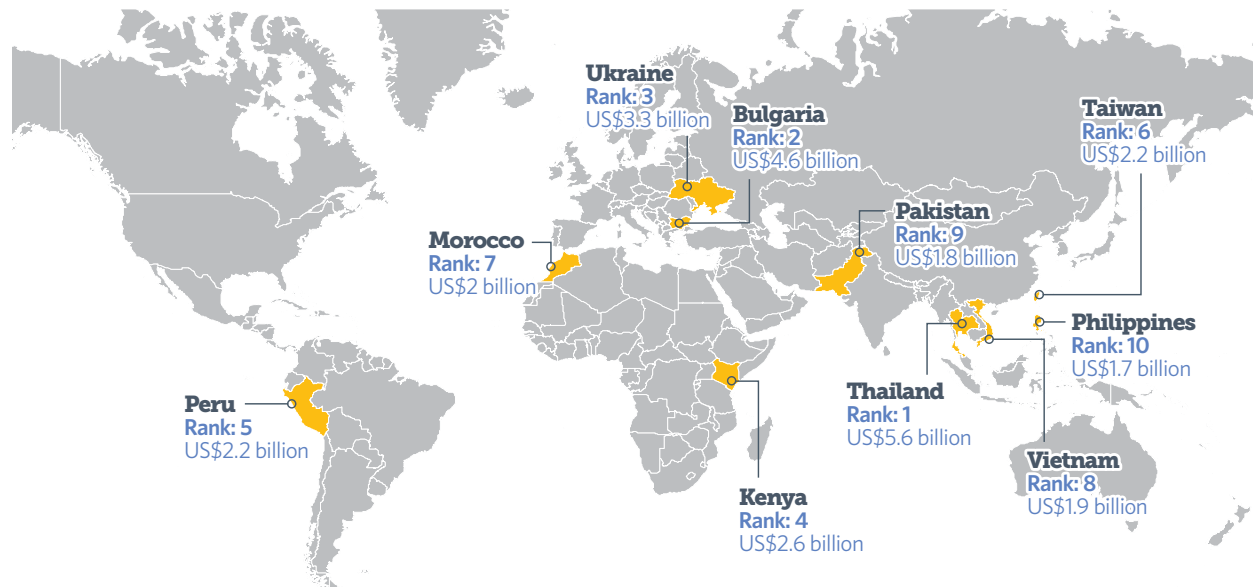 Ukraine
Rank: 3
US$3.3 billion
Bulgaria
Rank: 2
US$4.6 billion
Taiwan
Rank: 6
US$2.2 billion
Pakistan
Rank: 9
US$1.8 billion
Morocco
Rank: 7
US$2 billion
Philippines
Rank: 10
US$1.7 billion
Thailand
Rank: 1
US$5.6 billion
Peru
Rank: 5
US$2.2 billion
Vietnam
Rank: 8
US$1.9 billion
Kenya
Rank: 4
US$2.6 billion